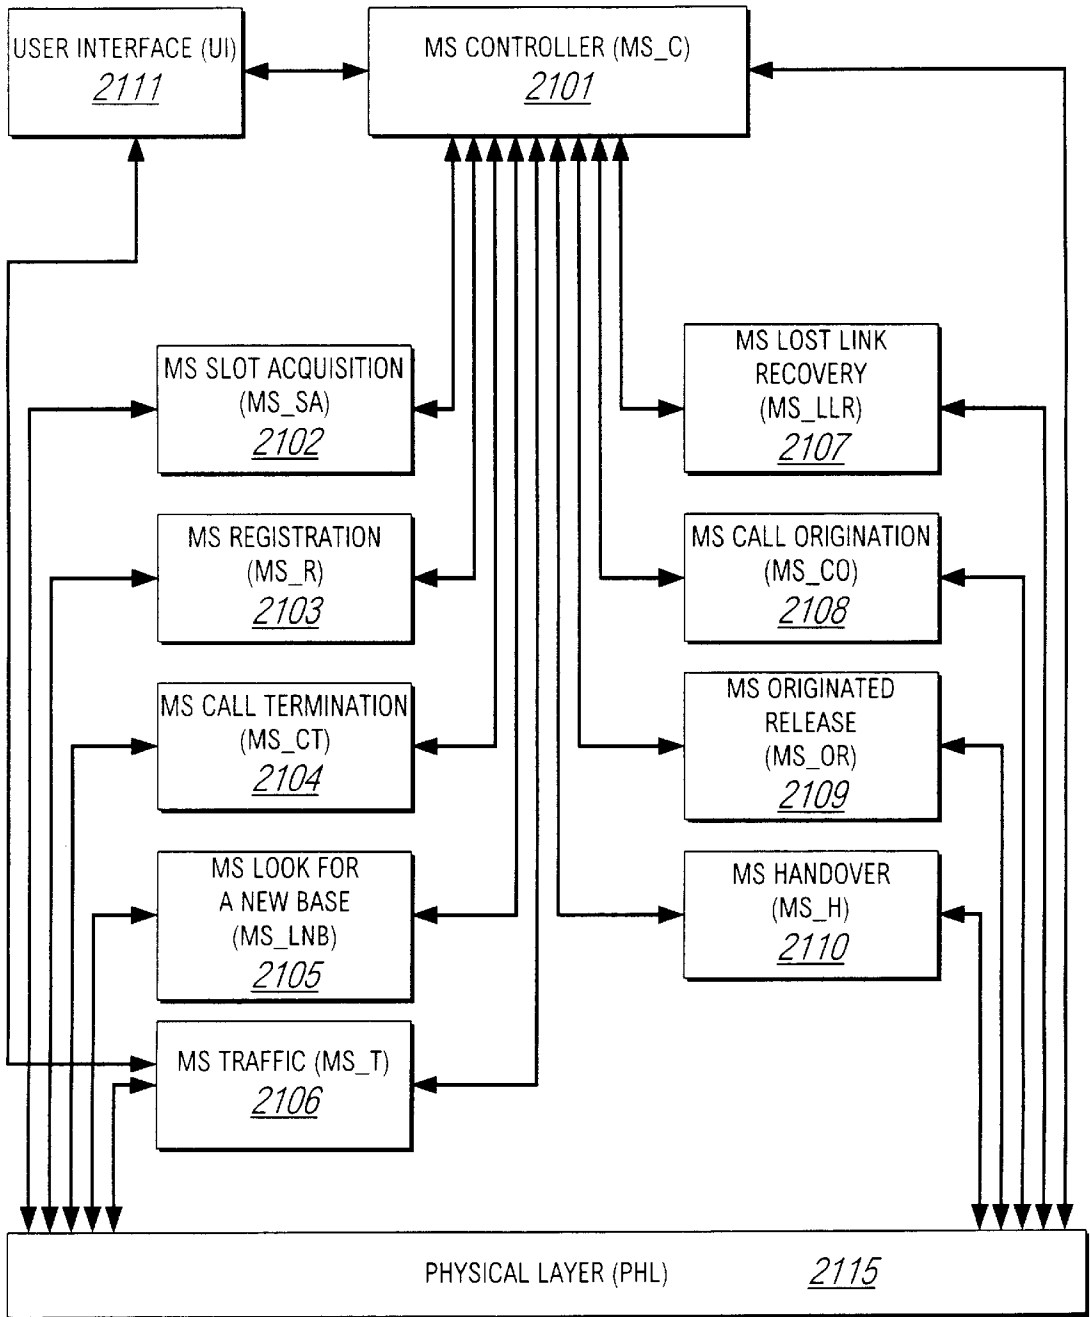 USER INTERFACE (UI)
2111
MS CONTROLLER (MS_C)
2101
MS SLOT ACQUISITION
(MS_SA)
2102
MS REGISTRATION
(MS_R)
2103
MS CALL TERMINATION
(MS_CT)
2104
MS LOOK FOR
A NEW BASE
(MS_LNB)
2105
MS TRAFFIC (MS_T)
2106
MS LOST LINK
RECOVERY
(MS_LLR)
2107
MS CALL ORIGINATION
(MS_CO)
2108
MS ORIGINATED
RELEASE
(MS_OR)
2109
MS HANDOVER
(MS_H)
2110
PHYSICAL LAYER (PHL) 2115